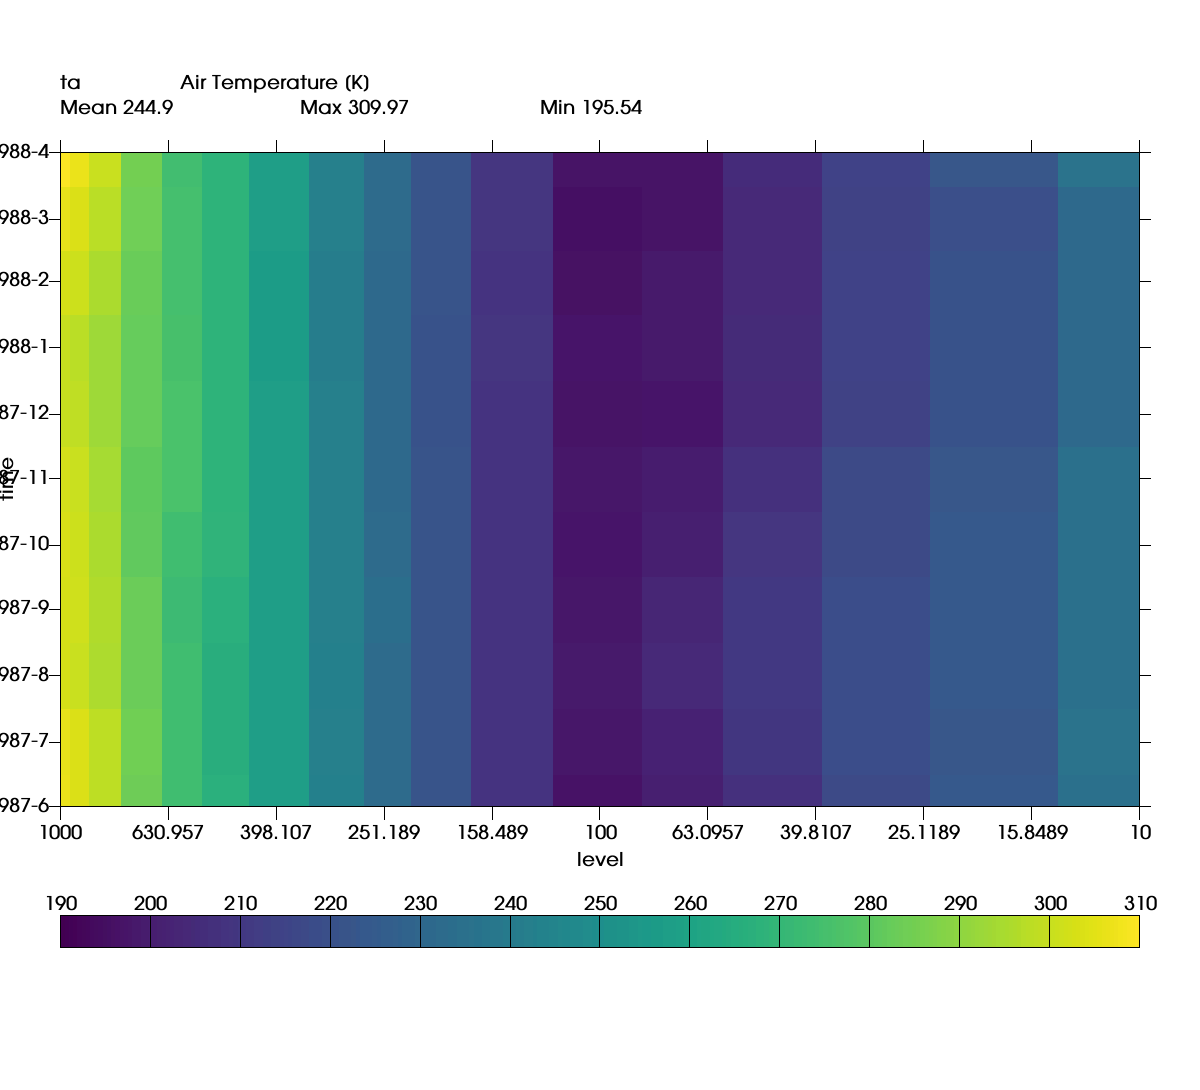 ta Air Temperature (K)
Mean 244.9 Max 309.97 Min 195.54
988-4
988-3
988-2
988-1
87-12
87-11
87-10
987-9
987-8
987-7
987-6
time
1000 630.957 398.107 251.189 158.489 100 63.0957 39.8107 25.1189 15.8489 10
level
190 200 210 220 230 240 250 260 270 280 290 300 310